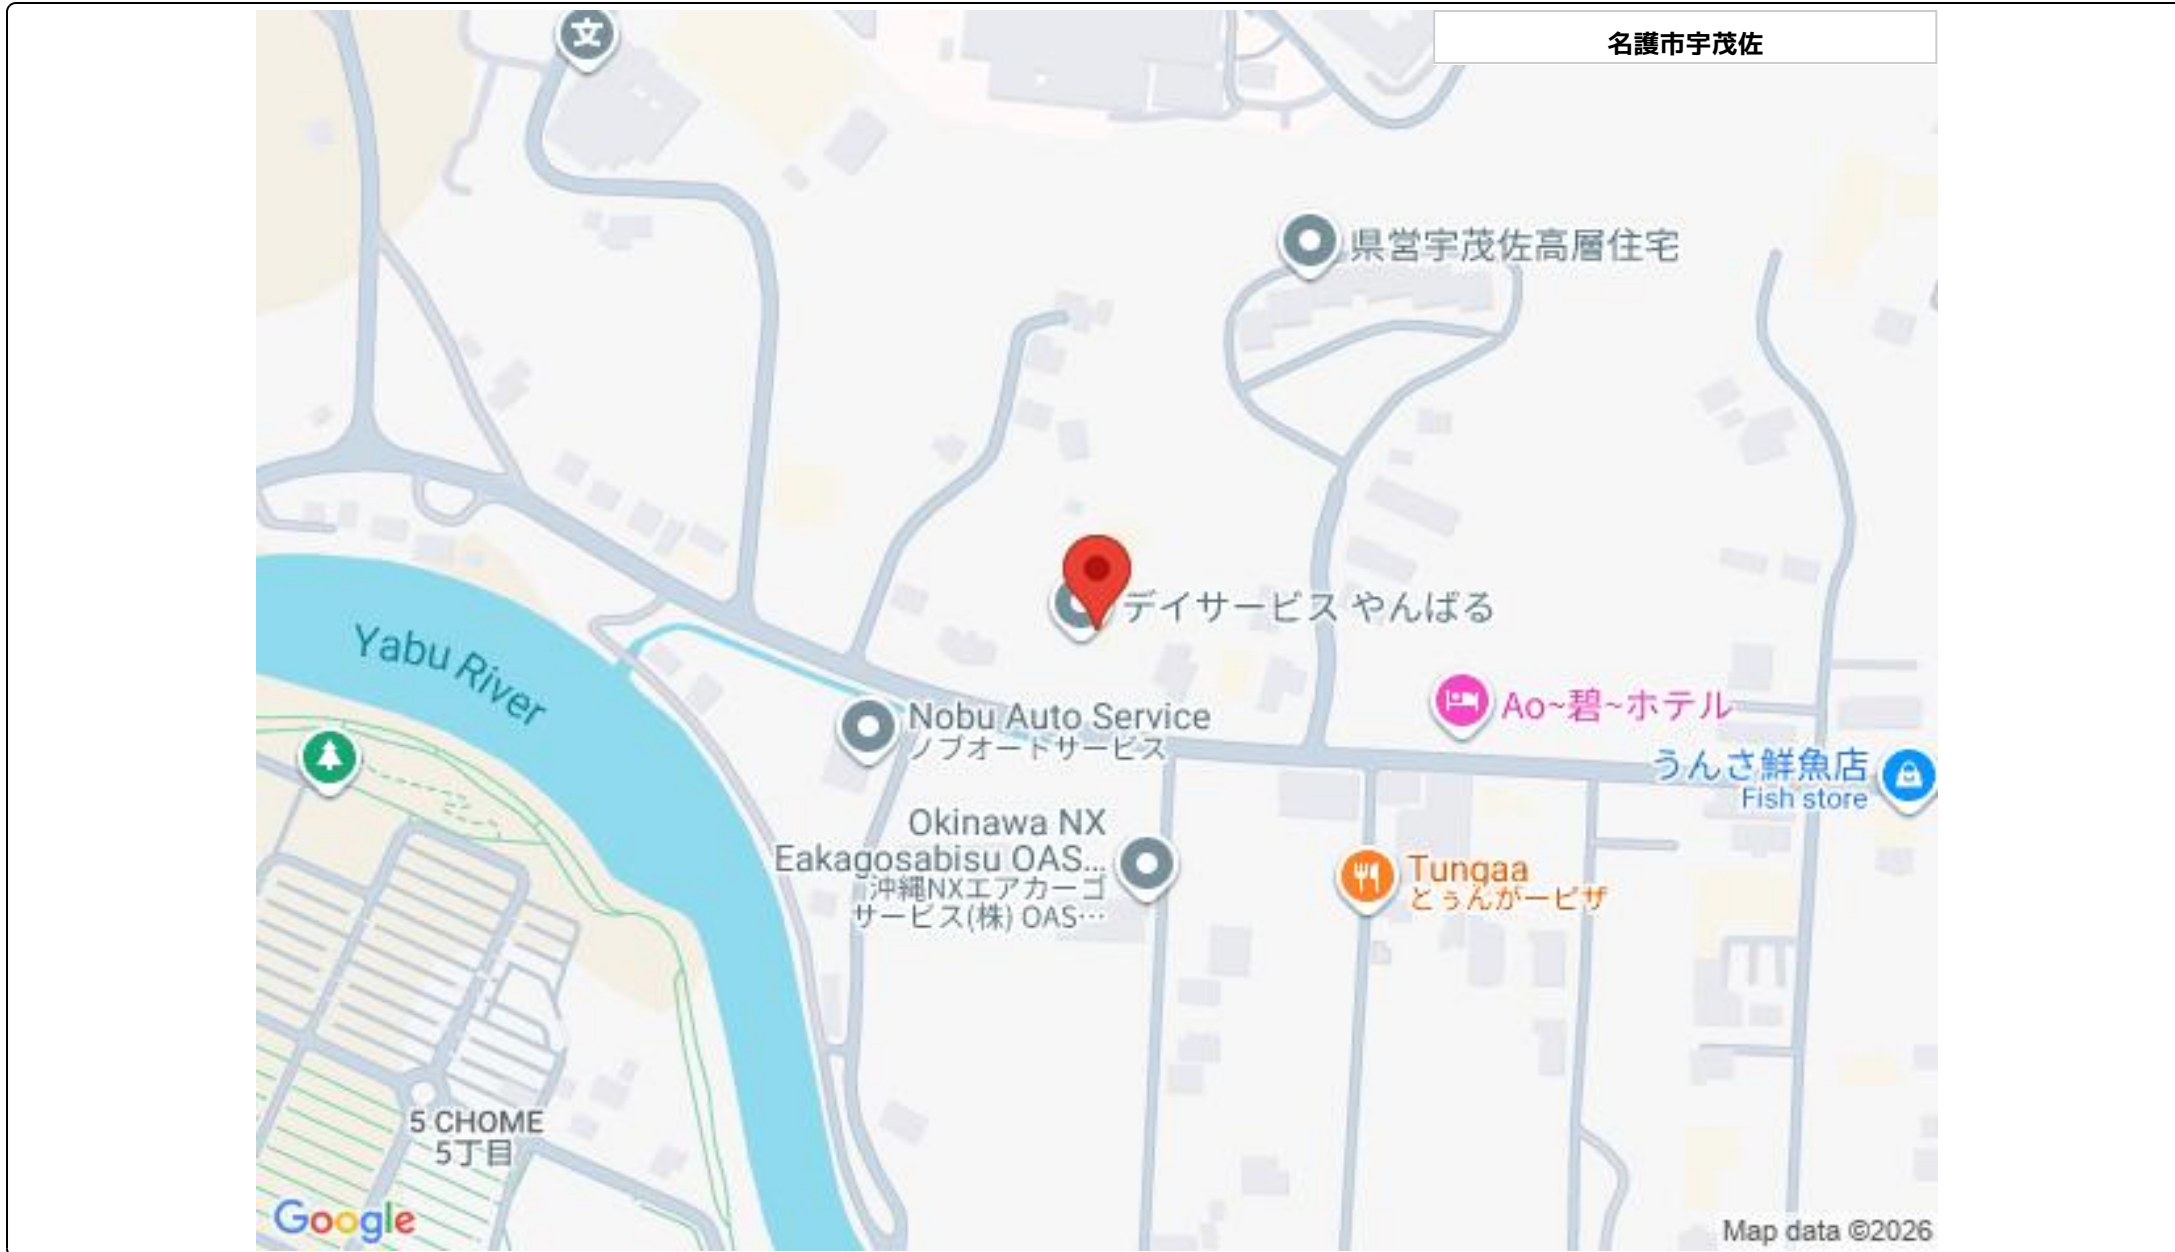 名護市宇茂佐
県営宇茂佐高層住宅
デイサービス やんばる
Yabu River
Ao~碧~ホテル
Nobu Auto Service
ノブオートサービス
うんさ鮮魚店
Fish store
Okinawa NX
Eakagosabisu OAS...
沖縄NXエアカーゴ
サービス(株) OAS…
Tungaa
とぅんがーピザ
5 CHOME
5丁目
Google
Map data ©2026
文